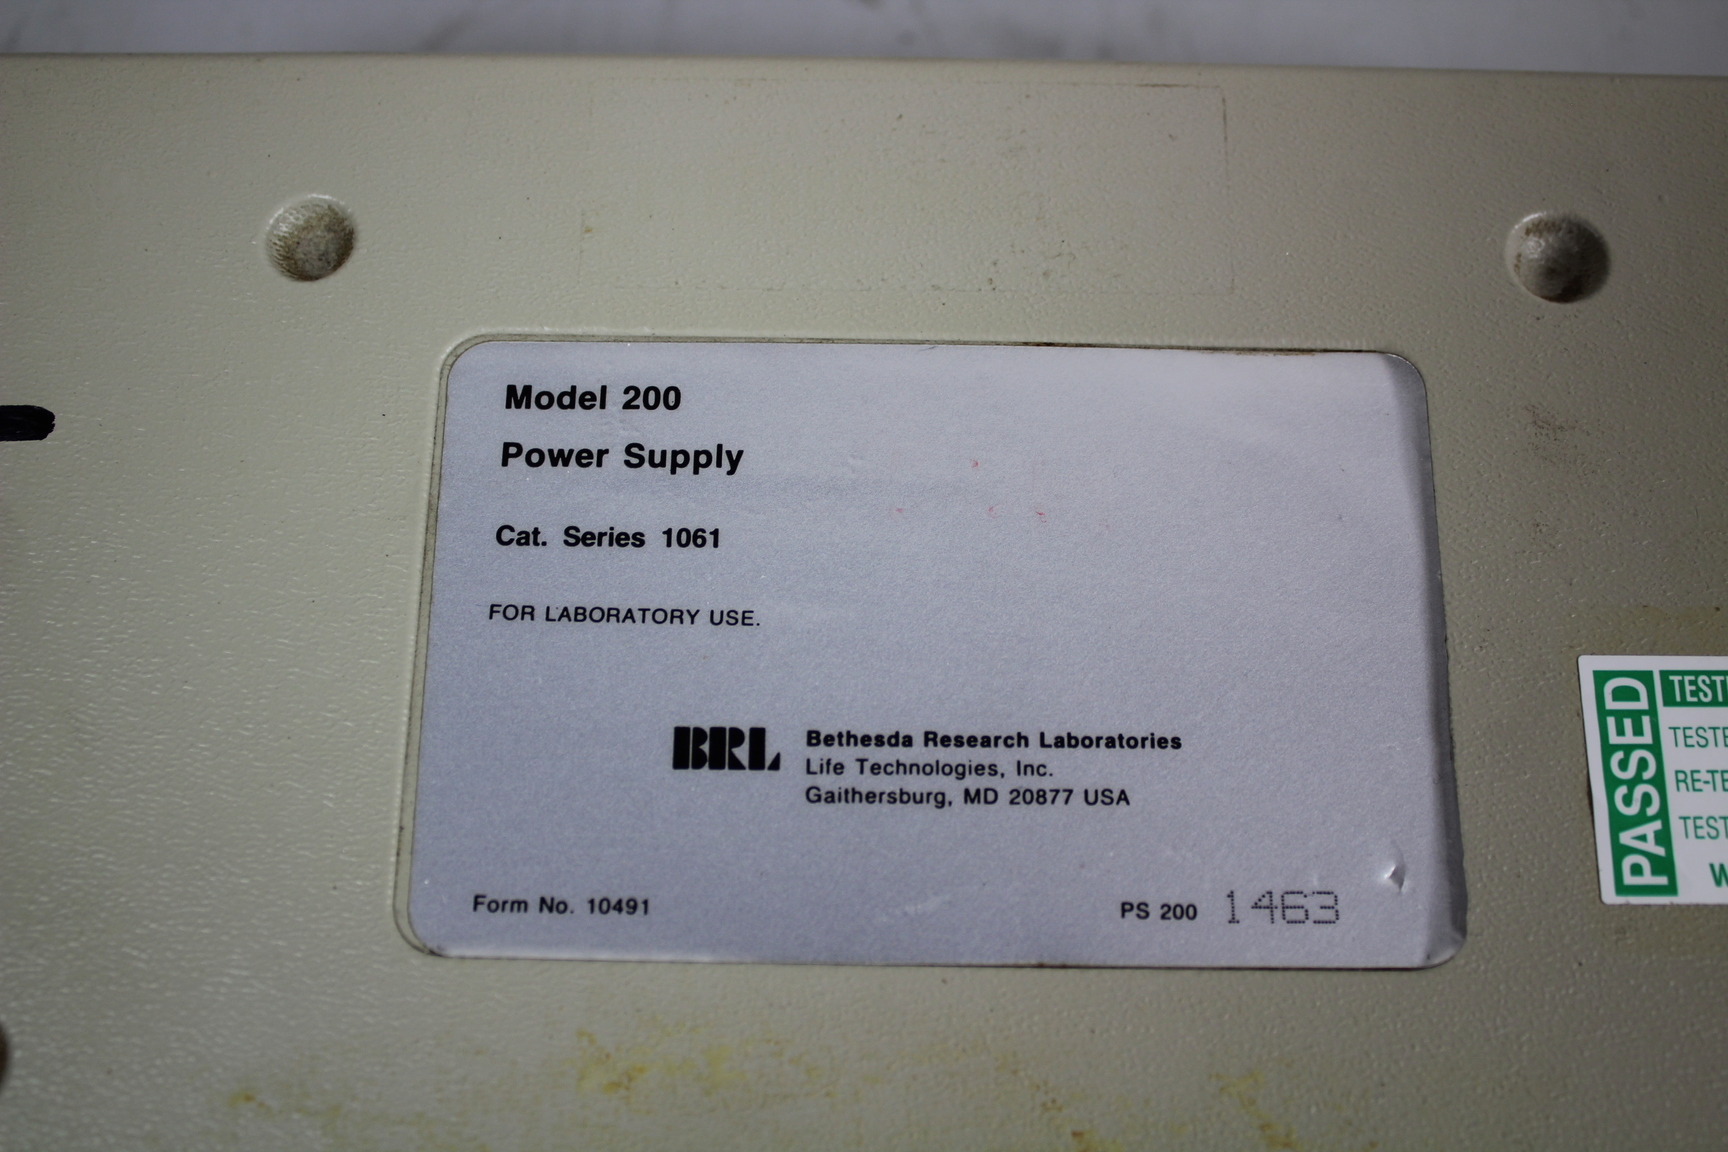 Model 200
Power Supply
Cat. Series 1061
FOR LABORATORY USE.
BRL
Bethesda Research Laboratories
Life Technologies, Inc.
Gaithersburg, MD 20877 USA
Form No. 10491
PS 200 1463
PASSED